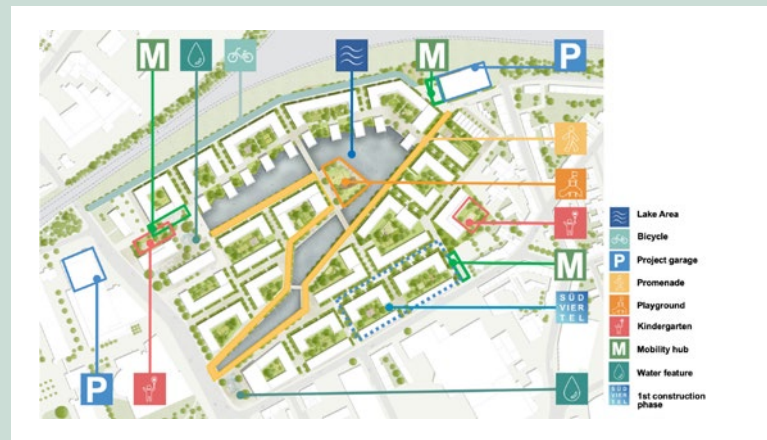 M
M
P
M
SÜD
VIER
TEL
P
Lake Area
Bicycle
P Project garage
Promenade
Playground
Kindergarten
M Mobility hub
Water feature
SÜD
VIER
TEL
1st construction
phase